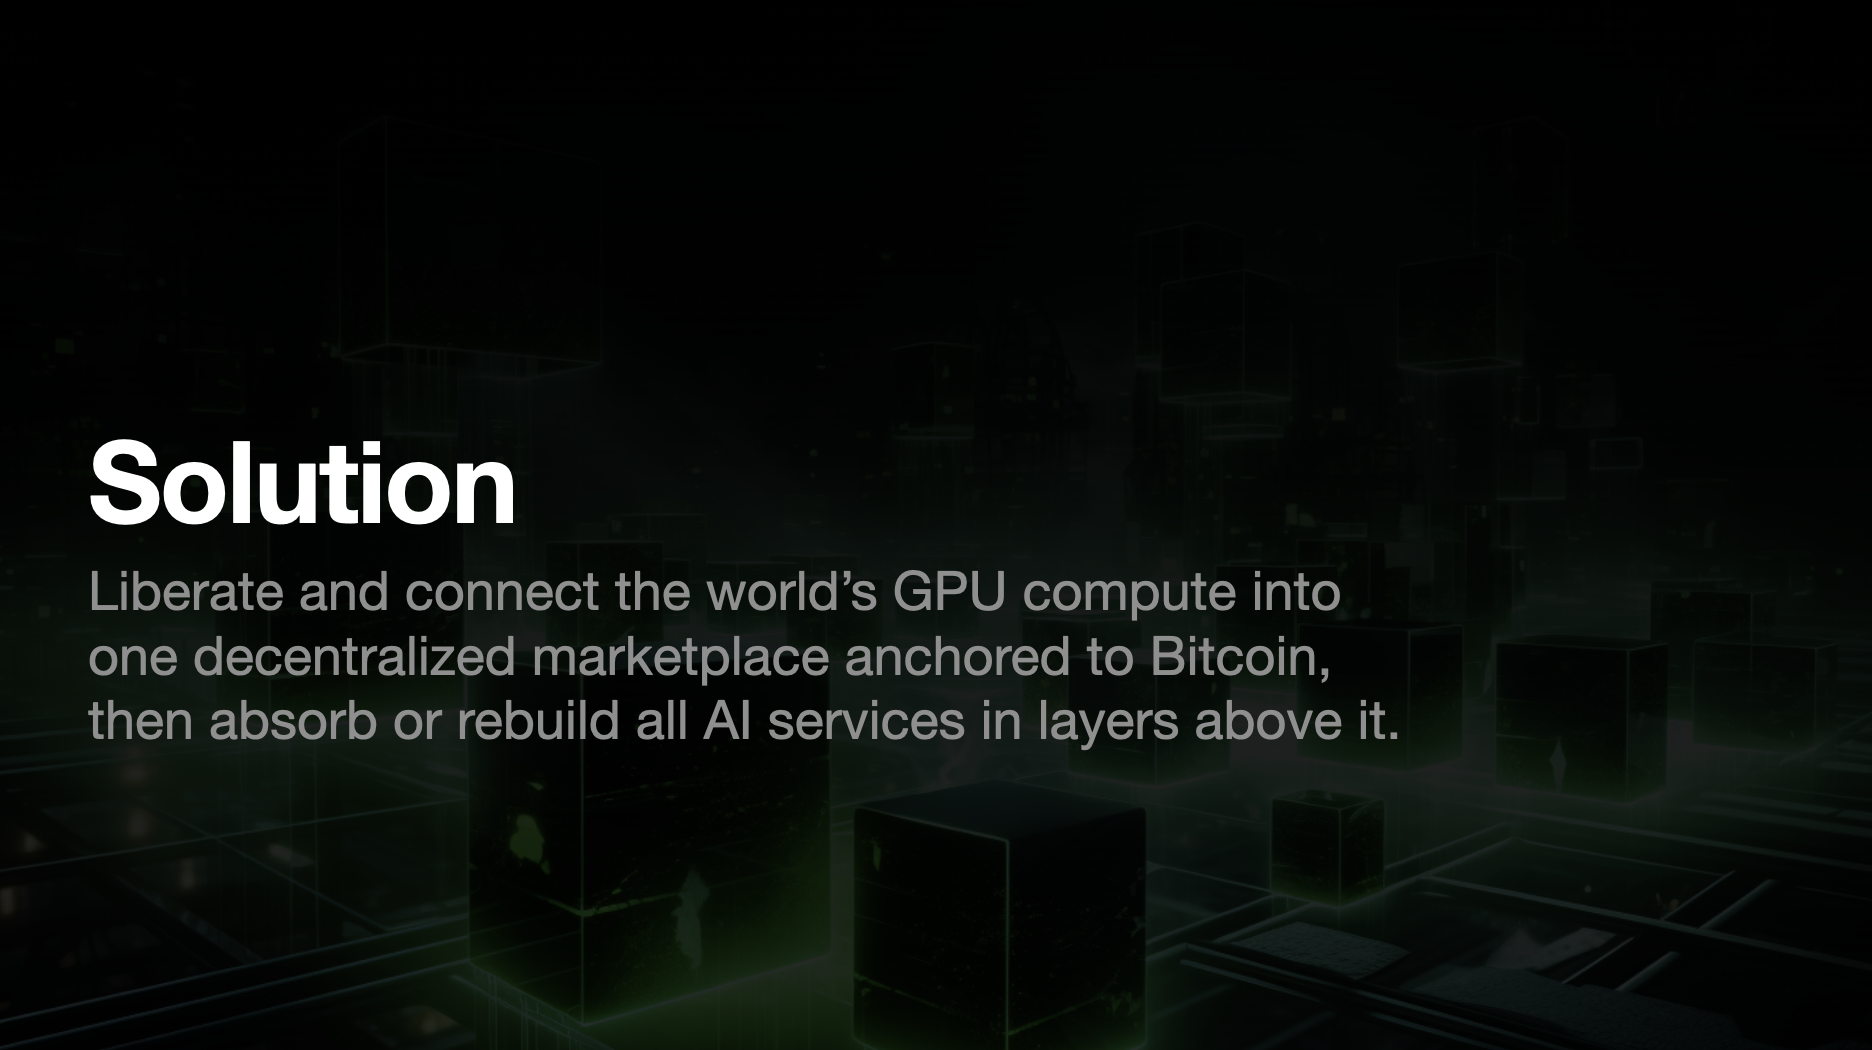 Solution
Liberate and connect the world’s GPU compute into
one decentralized marketplace anchored to Bitcoin,
then absorb or rebuild all AI services in layers above it.